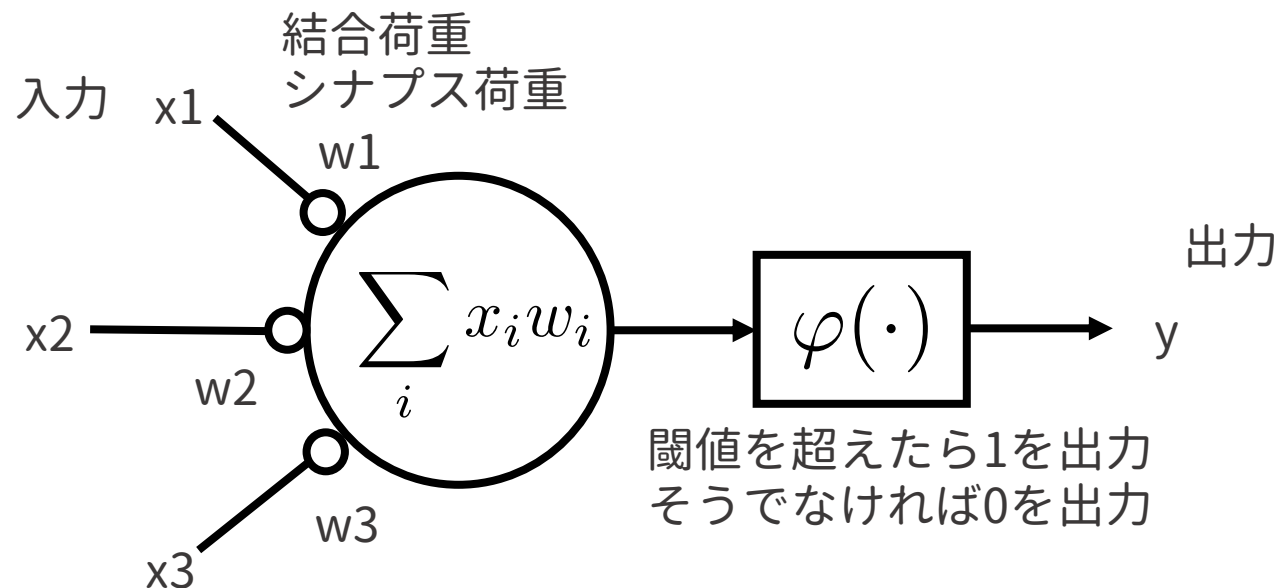 結合荷重
シナプス荷重
入力
x1
w1
出力
∑ i x_i w_i
φ(·)
x2
y
w2
閾値を超えたら1を出力
そうでなければ0を出力
w3
x3